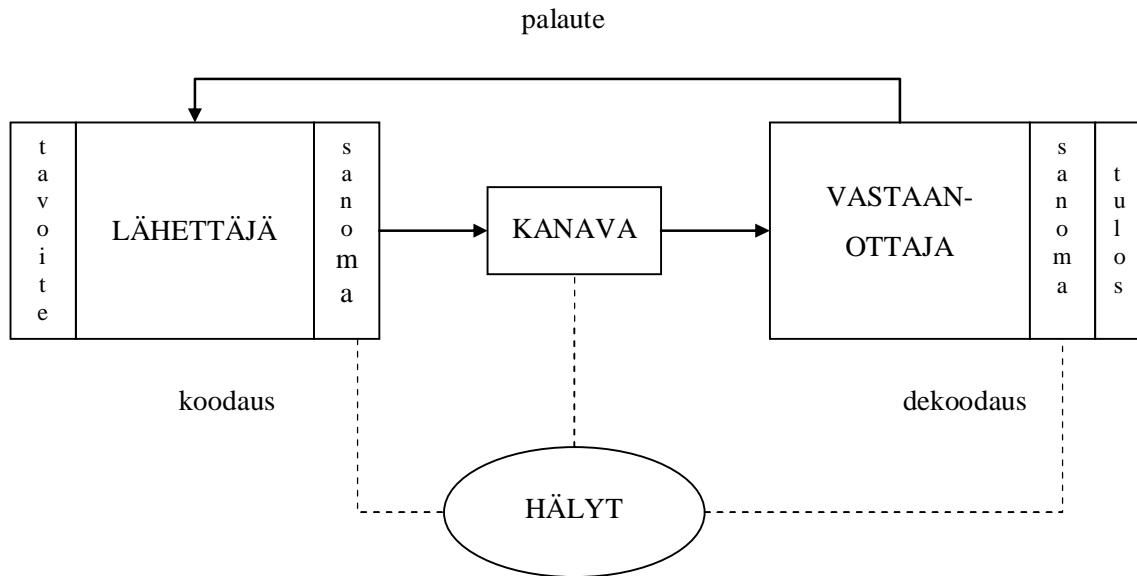 palaute
tavoite
LÄHETTÄJÄ
sanoma
KANAVA
VASTAAN-
OTTAJA
sanoma
tulos
koodaus
dekoodaus
HÄLYT